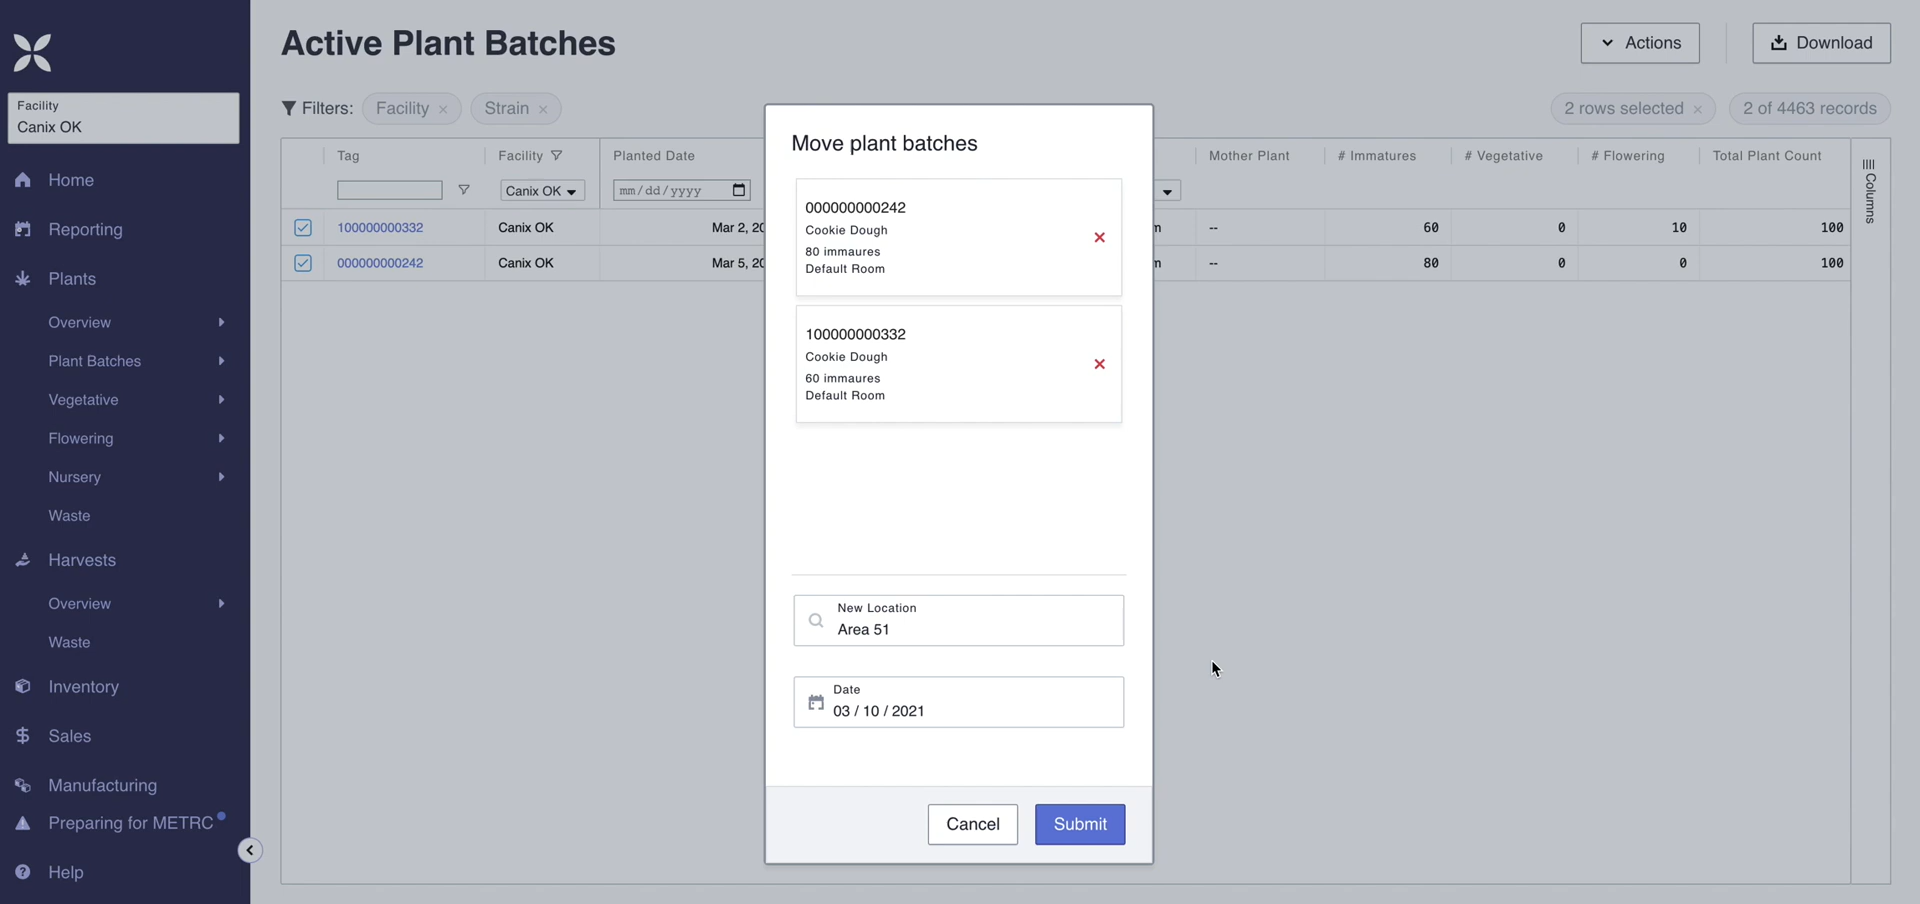 Active Plant Batches
Actions
Download
Facility
Canix OK
Filters:
Facility ×
Strain ×
2 rows selected ×
2 of 4463 records
Home
Reporting
Plants
Overview
Plant Batches
Vegetative
Flowering
Nursery
Waste
Harvests
Overview
Waste
Inventory
Sales
Manufacturing
Preparing for METRC
Help
Tag
Facility
Planted Date
Mother Plant
# Immatures
# Vegetative
# Flowering
Total Plant Count
Columns
Canix OK
mm/dd/yyyy
100000000332
Canix OK
Mar 2, 20
m
--
60
0
10
100
000000000242
Canix OK
Mar 5, 20
m
--
80
0
0
100
Move plant batches
000000000242
Cookie Dough
80 immaures
Default Room
100000000332
Cookie Dough
60 immaures
Default Room
New Location
Area 51
Date
03 / 10 / 2021
Cancel
Submit